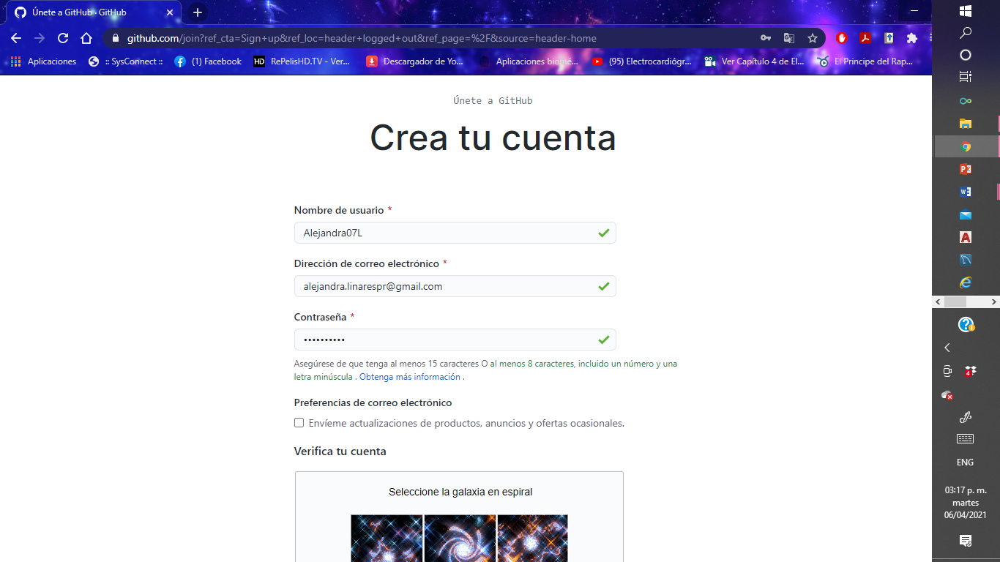 Únete a GitHub · GitHub
github.com/join?ref_cta=Sign+up&ref_loc=header+logged+out&ref_page=%2F&source=header-home
Aplicaciones
:: SysConnect ::
(1) Facebook
HD
RePelisHD.TV - Ver...
Descargador de Yo...
Aplicaciones biomé...
(95) Electrocardiógr...
Ver Capítulo 4 de El...
El Principe del Rap...
Únete a GitHub
Crea tu cuenta
Nombre de usuario *
Alejandra07L
Dirección de correo electrónico *
alejandra.linarespr@gmail.com
Contraseña *
••••••••••
Asegúrese de que tenga al menos 15 caracteres O al menos 8 caracteres, incluido un número y una
letra minúscula . Obtenga más información .
Preferencias de correo electrónico
Envíeme actualizaciones de productos, anuncios y ofertas ocasionales.
Verifica tu cuenta
Seleccione la galaxia en espiral
4
ENG
03:17 p. m.
martes
06/04/2021